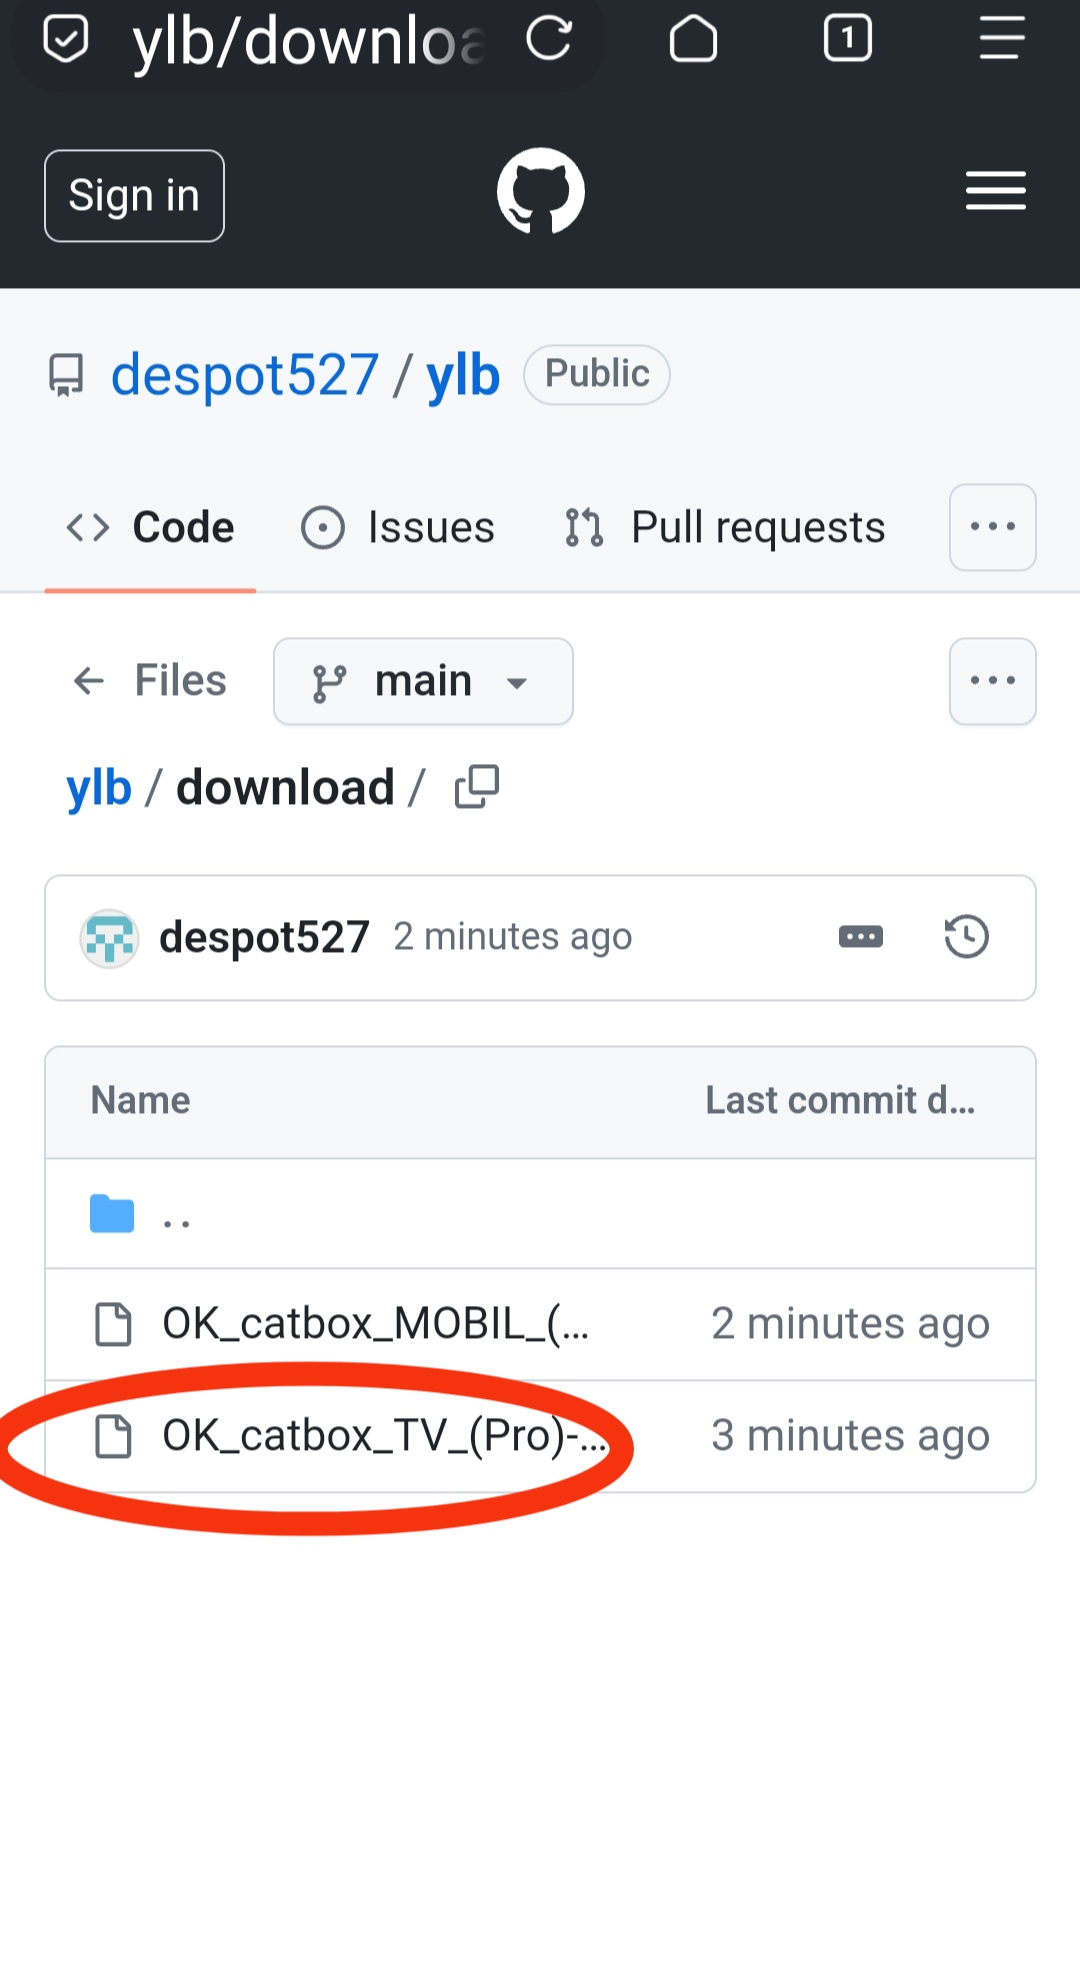 ylb/downloa
1
Sign in
despot527 / ylb Public
Code Issues Pull requests
Files main
ylb / download /
despot527 2 minutes ago
Name Last commit d...
..
OK_catbox_MOBIL_(... 2 minutes ago
OK_catbox_TV_(Pro)-... 3 minutes ago